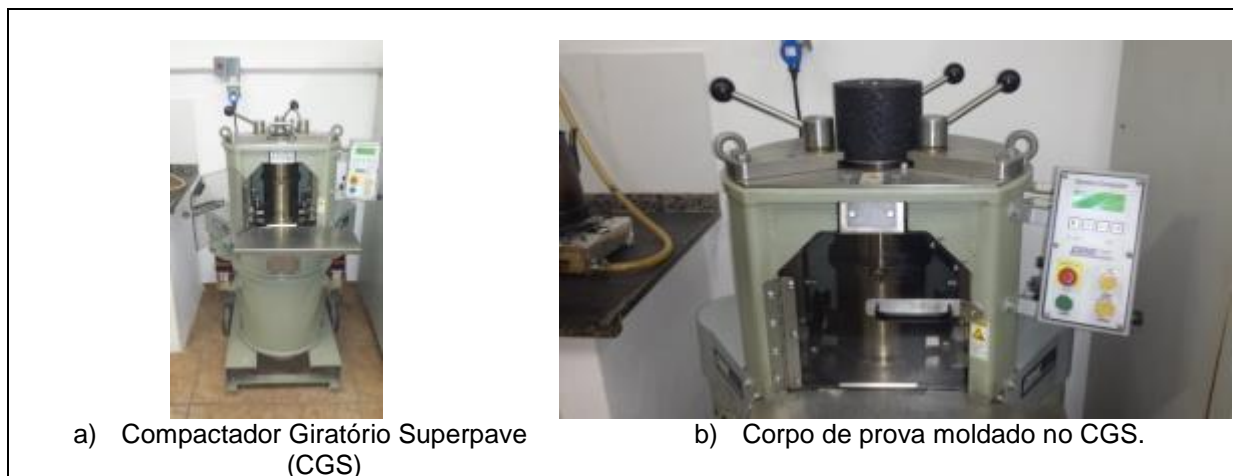 a) Compactador Giratório Superpave
(CGS)
b) Corpo de prova moldado no CGS.